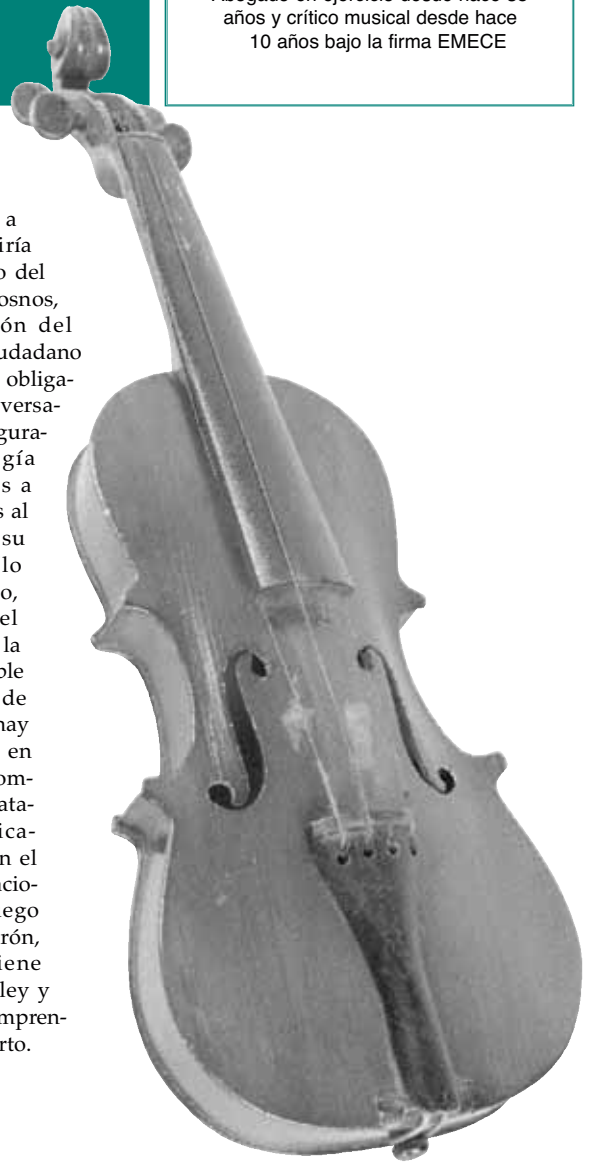 años y crítico musical desde hace
10 años bajo la firma EMECE
a
iría
o del
osnos,
ón del
udadano
obliga-
versa-
gura-
gía
s a
s al
su
lo
o,
el
la
ble
de
hay
en
om-
ata-
ica-
n el
ncio-
iego
rón,
iene
ley y
mpren-
rto.